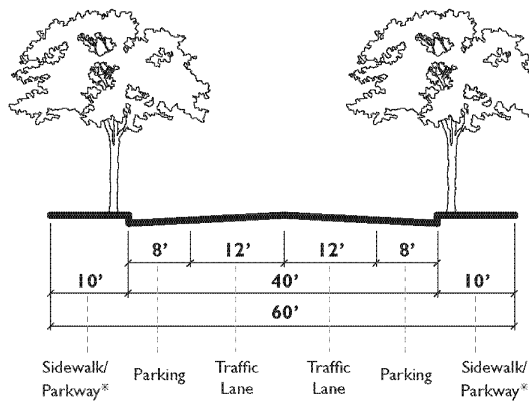 8' 12' 12' 8'
10' 40' 10'
60'
Sidewalk/ Parking Traffic Traffic Parking Sidewalk/
Parkway* Lane Lane Parkway*